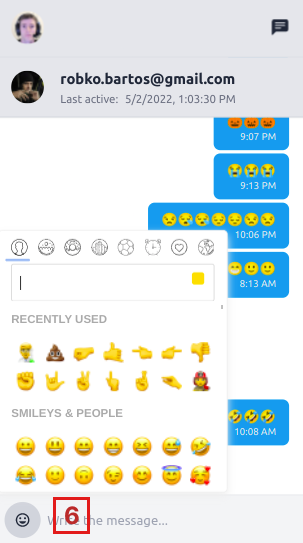 robko.bartos@gmail.com
Last active: 5/2/2022, 1:03:30 PM
9:07 PM
9:13 PM
10:06 PM
8:13 AM
RECENTLY USED
SMILEYS & PEOPLE
10:08 AM
6
Write the message...